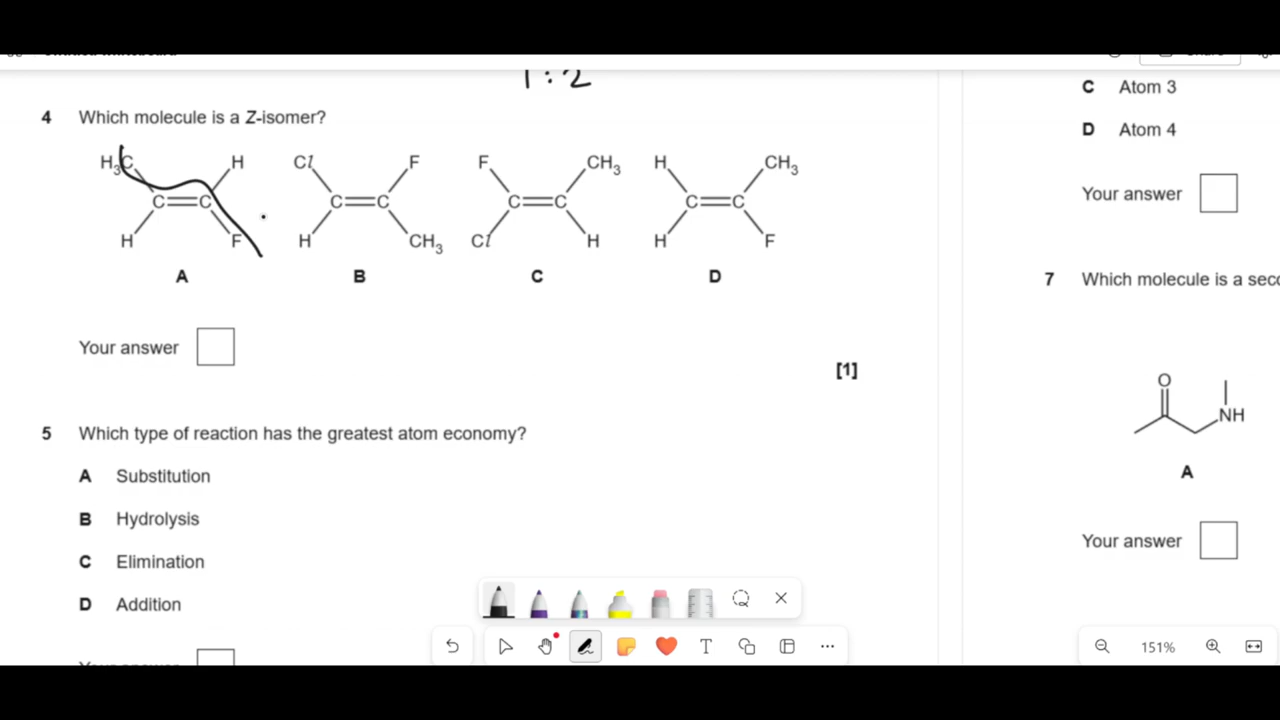 1 : 2
4 Which molecule is a Z-isomer?
H3C H Cl F F CH3 H CH3
C C C C C C C C
H F H CH3 Cl H H F
A B C D
Your answer
[1]
5 Which type of reaction has the greatest atom economy?
A Substitution
B Hydrolysis
C Elimination
D Addition
C Atom 3
D Atom 4
Your answer
7 Which molecule is a sec
O
NH
A
Your answer
T
151%